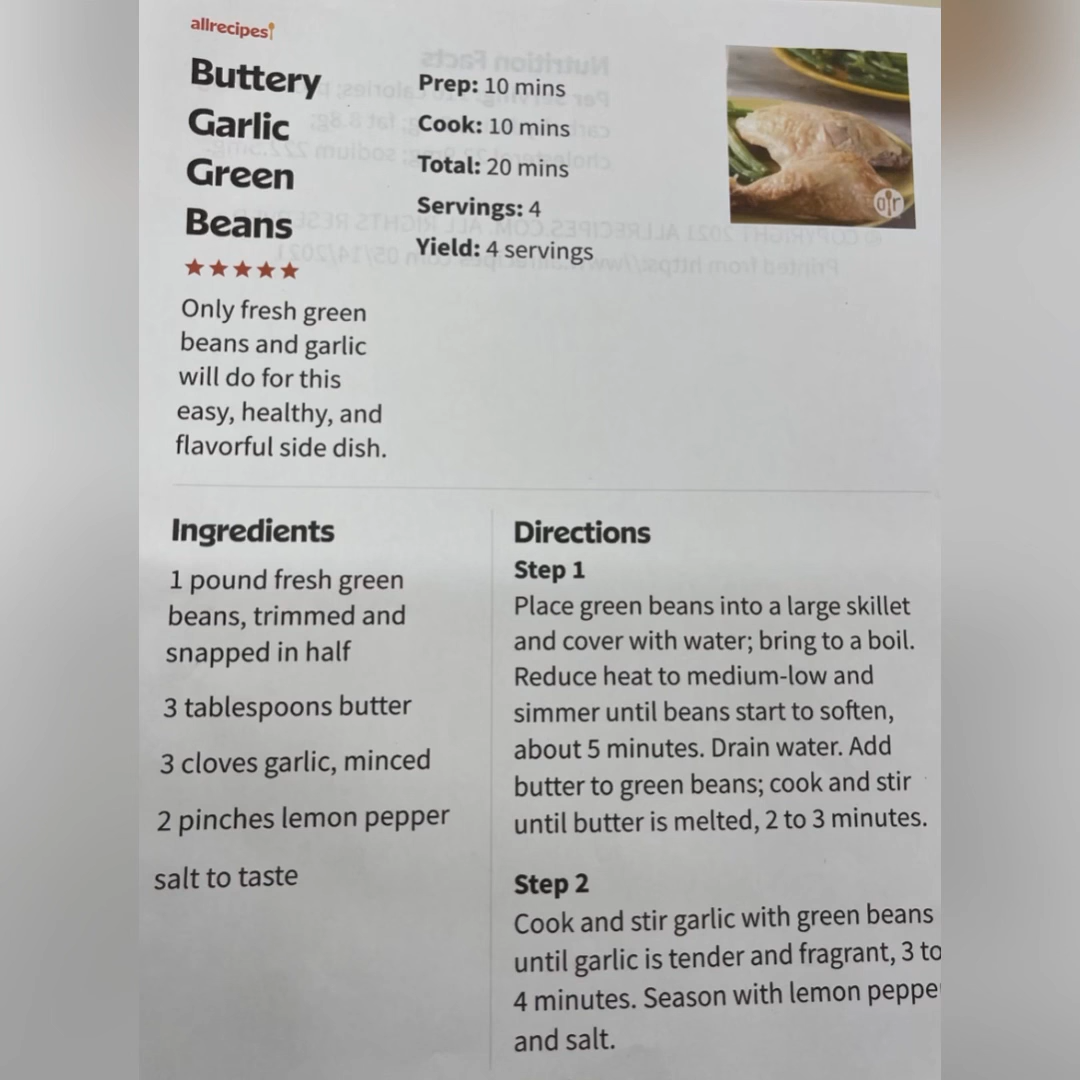 allrecipes
Buttery
Garlic
Green
Beans
Only fresh green
beans and garlic
will do for this
easy, healthy, and
flavorful side dish.
Prep: 10 mins
Cook: 10 mins
Total: 20 mins
Servings: 4
Yield: 4 servings
Ingredients
1 pound fresh green
beans, trimmed and
snapped in half
3 tablespoons butter
3 cloves garlic, minced
2 pinches lemon pepper
salt to taste
Directions
Step 1
Place green beans into a large skillet
and cover with water; bring to a boil.
Reduce heat to medium-low and
simmer until beans start to soften,
about 5 minutes. Drain water. Add
butter to green beans; cook and stir
until butter is melted, 2 to 3 minutes.
Step 2
Cook and stir garlic with green beans
until garlic is tender and fragrant, 3 to
4 minutes. Season with lemon peppe
and salt.